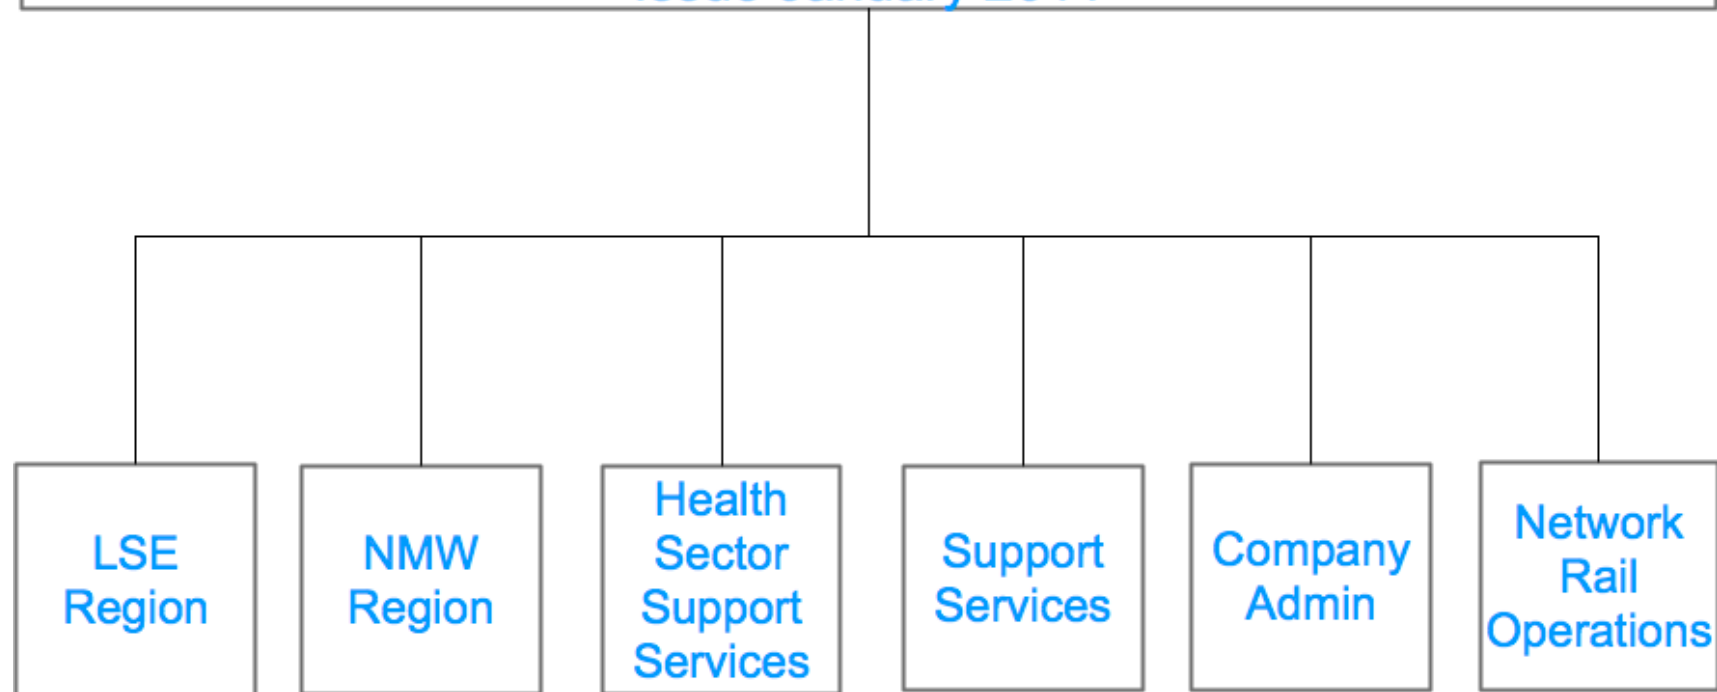 LSE
Region
NMW
Region
Health
Sector
Support
Services
Support
Services
Company
Admin
Network
Rail
Operations